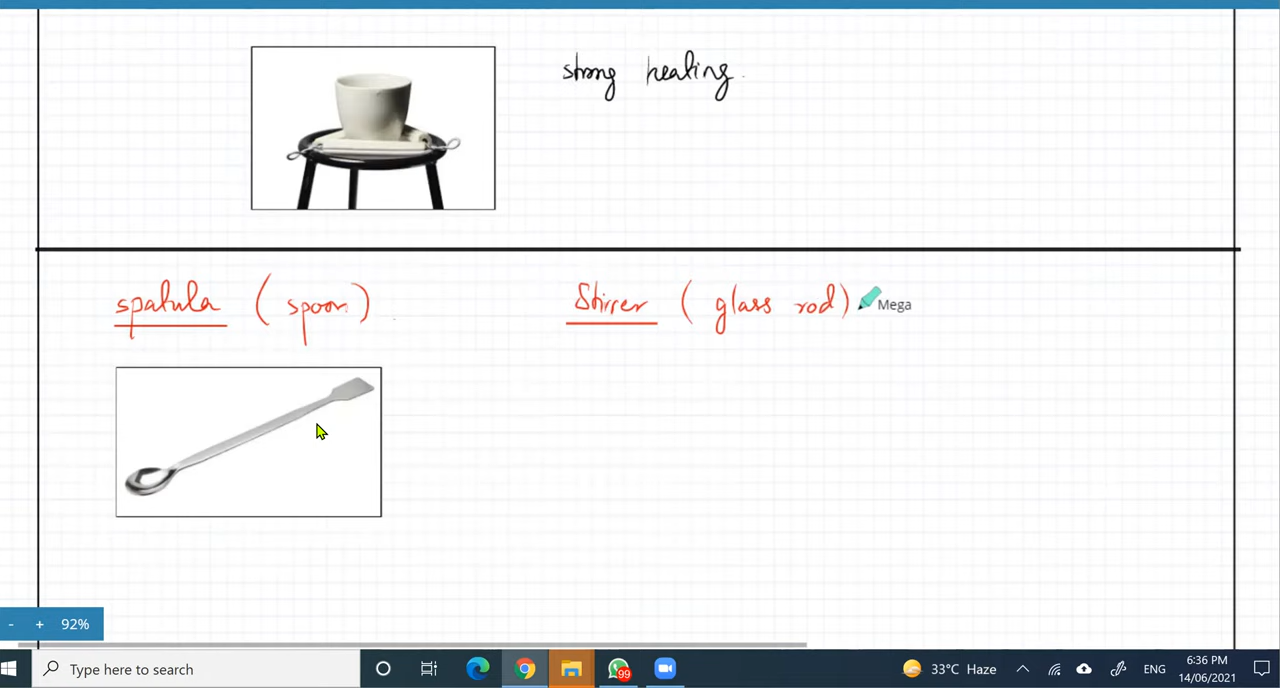 strong heating.
spatula (spoon)
Stirrer (glass rod)
Mega
- + 92%
Type here to search
99
33°C Haze
ENG
6:36 PM
14/06/2021